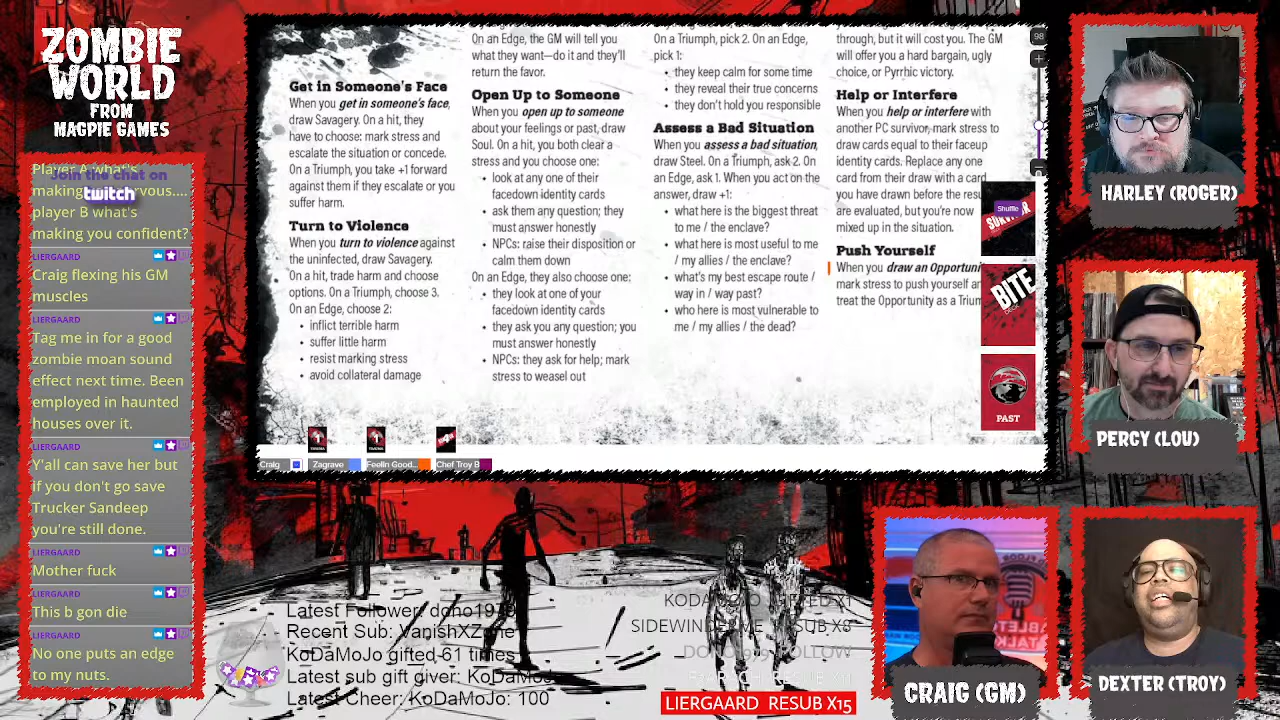 ZOMBIE
WORLD
FROM
MAGPIE GAMES
Join the chat on
twitch
Player A what's
making
player B what's
making you confident?
LIERGAARD
Craig flexing his GM
muscles
LIERGAARD
Tag me in for a good
zombie moan sound
effect next time. Been
employed in haunted
houses over it.
LIERGAARD
Y'all can save her but
if you don't go save
Trucker Sandeep
you're still done.
LIERGAARD
Mother fuck
LIERGAARD
This b gon die
LIERGAARD
No one puts an edge
to my nuts.
Get in Someone's Face
When you get in someone's face,
draw Savagery. On a hit, they
have to choose: mark stress and
escalate the situation or concede.
On a Triumph, you take +1 forward
against them if they escalate or you
suffer harm.
Turn to Violence
When you turn to violence against
the uninfected, draw Savagery.
On a hit, trade harm and choose
options. On a Triumph, choose 3.
On an Edge, choose 2:
• inflict terrible harm
• suffer little harm
• resist marking stress
• avoid collateral damage
On an Edge, the GM will tell you
what they want—do it and they'll
return the favor.
Open Up to Someone
When you open up to someone
about your feelings or past, draw
Soul. On a hit, you both clear a
stress and you choose one:
• look at any one of their
facedown identity cards
• ask them any question; they
must answer honestly
• NPCs: raise their disposition or
calm them down
On an Edge, they also choose one:
• they look at one of your
facedown identity cards
• they ask you any question; you
must answer honestly
• NPCs: they ask for help; mark
stress to weasel out
On a Triumph, pick 2. On an Edge,
pick 1:
• they keep calm for some time
• they reveal their true concerns
• they don't hold you responsible
Assess a Bad Situation
When you assess a bad situation,
draw Steel. On a Triumph, ask 2. On
an Edge, ask 1. When you act on the
answer, draw +1:
• what here is the biggest threat
to me / the enclave?
• what here is most useful to me
/ my allies / the enclave?
• what's my best escape route /
way in / way past?
• who here is most vulnerable to
me / my allies / the dead?
through, but it will cost you. The GM
will offer you a hard bargain, ugly
choice, or Pyrrhic victory.
Help or Interfere
When you help or interfere with
another PC survivor, mark stress to
draw cards equal to their faceup
identity cards. Replace any one
card from their draw with a card
you have drawn before the resu
are evaluated, but you're now
mixed up in the situation.
Push Yourself
When you draw an Opportuni
mark stress to push yourself an
treat the Opportunity as a Trium
98
Shuffle
BITE
PAST
Craig
Zagrave
Feelin Good...
Chef Troy B
HARLEY (ROGER)
PERCY (LOU)
CRAIG (GM)
DEXTER (TROY)
Latest Follower:
Recent Sub:
KoDaMoJo gifted 61 times
Latest sub gift giver:
Latest Cheer: KoDaMoJo: 100
LIERGAARD RESUB X15